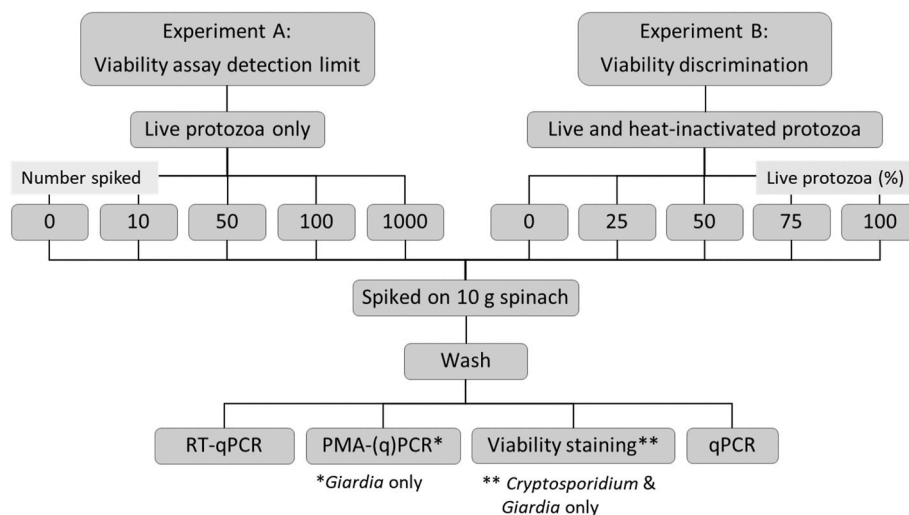 Experiment A:
Viability assay detection limit
Experiment B:
Viability discrimination
Live protozoa only
Live and heat-inactivated protozoa
Number spiked
Live protozoa (%)
0 10 50 100 1000
0 25 50 75 100
Spiked on 10 g spinach
Wash
RT-qPCR
PMA-(q)PCR*
Viability staining**
qPCR
*Giardia only
** Cryptosporidium &
Giardia only